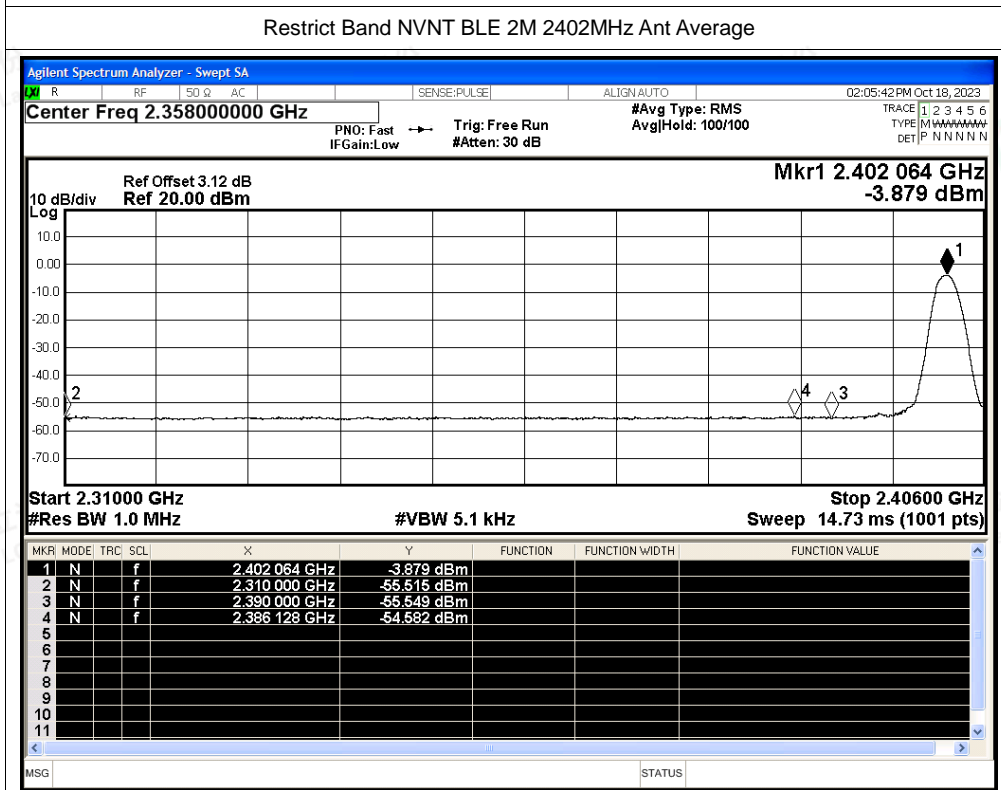 Restrict Band NVNT BLE 2M 2402MHz Ant Average
Agilent Spectrum Analyzer - Swept SA
LXI R RF 50 Ω AC SENSE:PULSE ALIGN AUTO 02:05:42 PM Oct 18, 2023
Center Freq 2.358000000 GHz #Avg Type: RMS TRACE 1 2 3 4 5 6
PNO: Fast Trig: Free Run Avg|Hold: 100/100 TYPE M WWWWW
IFGain:Low #Atten: 30 dB DET P N N N N N
Mkr1 2.402 064 GHz
Ref Offset 3.12 dB
10 dB/div Ref 20.00 dBm -3.879 dBm
Log
10.0
0.00
-10.0
-20.0
-30.0
-40.0
-50.0
-60.0
-70.0
1
2
4
3
Start 2.31000 GHz Stop 2.40600 GHz
#Res BW 1.0 MHz #VBW 5.1 kHz Sweep 14.73 ms (1001 pts)
MKR MODE TRC SCL X Y FUNCTION FUNCTION WIDTH FUNCTION VALUE
1 N f 2.402 064 GHz -3.879 dBm
2 N f 2.310 000 GHz -55.515 dBm
3 N f 2.390 000 GHz -55.549 dBm
4 N f 2.386 128 GHz -54.582 dBm
5
6
7
8
9
10
11
MSG STATUS